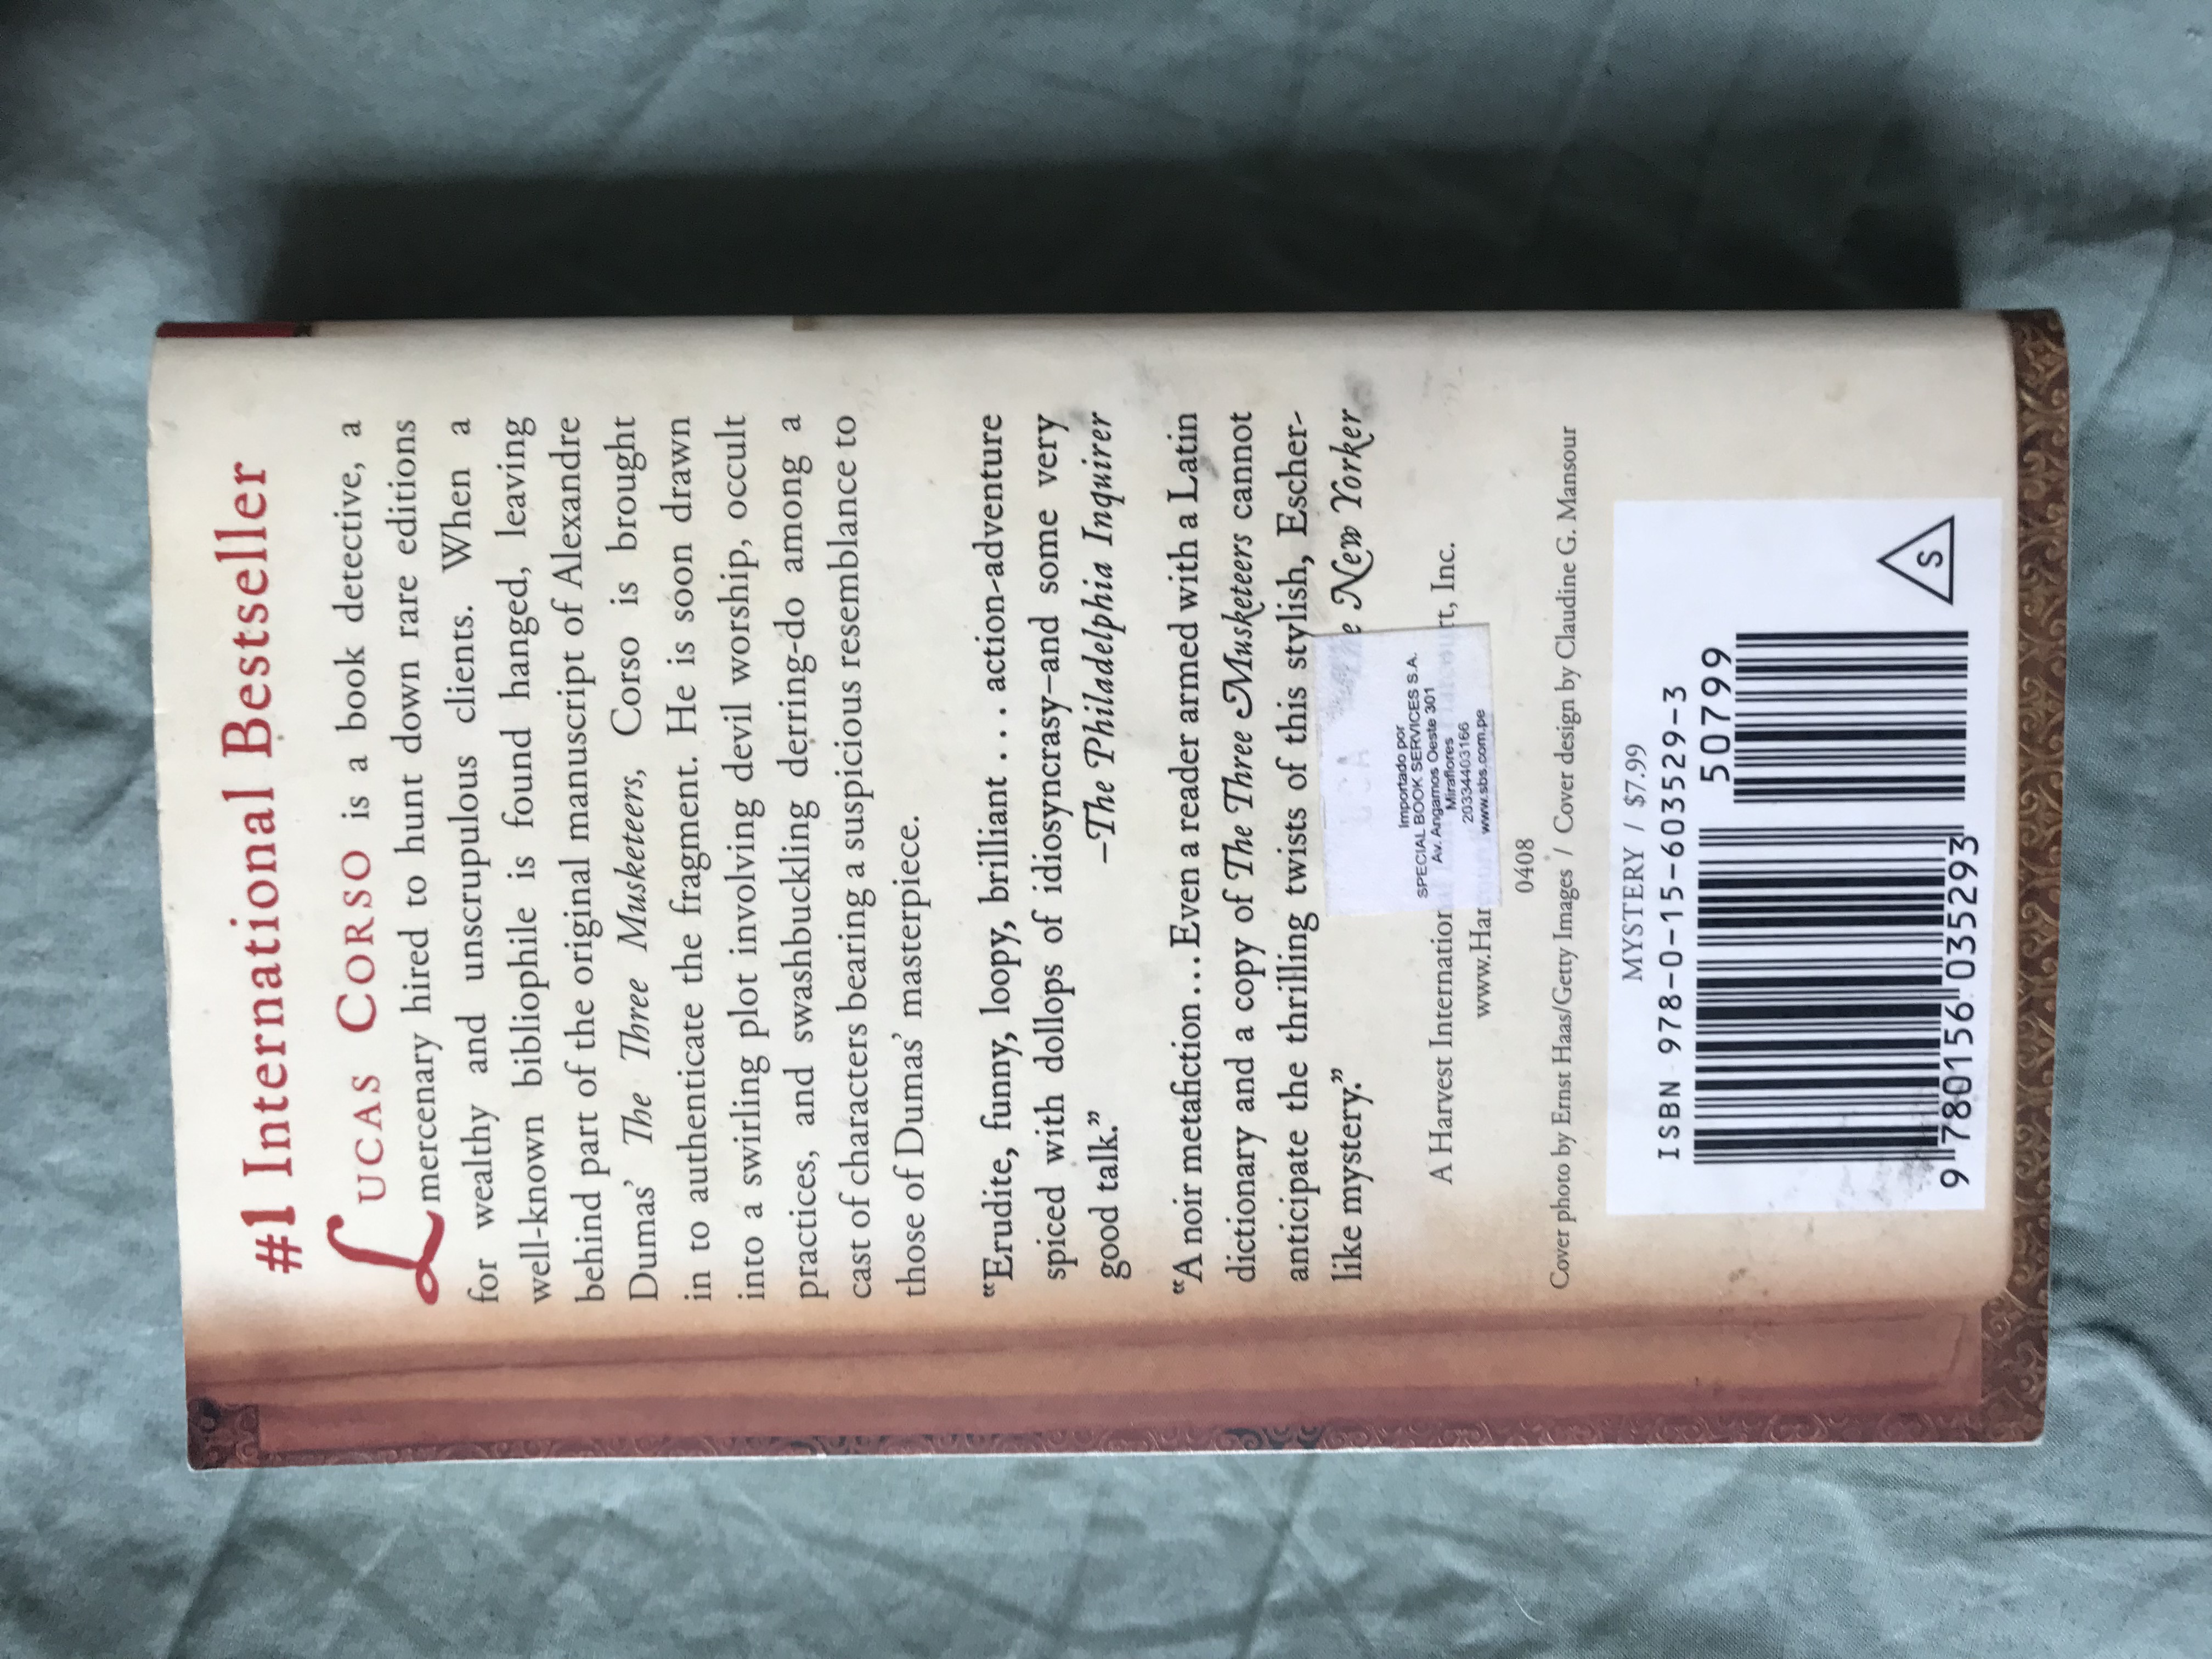 #1 International Bestseller
LUCAS CORSO is a book detective, a
mercenary hired to hunt down rare editions
for wealthy and unscrupulous clients. When a
well-known bibliophile is found hanged, leaving
behind part of the original manuscript of Alexandre
Dumas’ The Three Musketeers, Corso is brought
in to authenticate the fragment. He is soon drawn
into a swirling plot involving devil worship, occult
practices, and swashbuckling derring-do among a
cast of characters bearing a suspicious resemblance to
those of Dumas’ masterpiece.
“Erudite, funny, loopy, brilliant . . . action-adventure
spiced with dollops of idiosyncrasy–and some very
good talk.” –The Philadelphia Inquirer
“A noir metafiction . . . Even a reader armed with a Latin
dictionary and a copy of The Three Musketeers cannot
anticipate the thrilling twists of this stylish, Escher-
like mystery.” e New Yorker
Importado por
SPECIAL BOOK SERVICES S.A.
Av. Angamos Oeste 301
Miraflores
20334403166
www.sbs.com.pe
A Harvest Internation rt, Inc.
www.Har
0408
Cover photo by Ernst Haas/Getty Images / Cover design by Claudine G. Mansour
MYSTERY / $7.99
ISBN 978-0-15-603529-3
50799
9 780156 035293
S